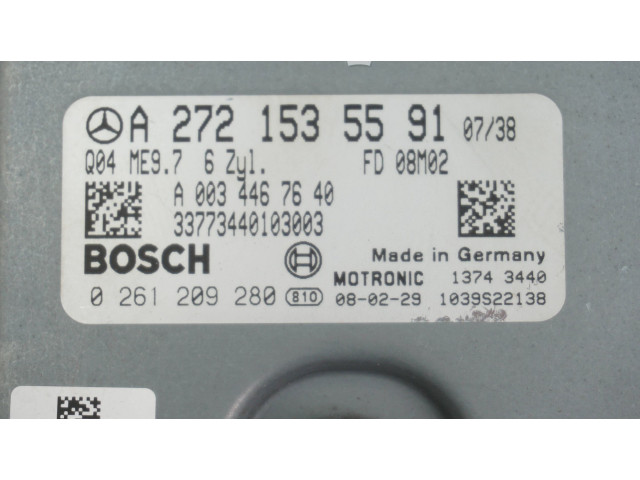 A 272 153 55 91 07/38
Q04 ME9.7 6 Zyl. FD 08M02
A 003 446 76 40
33773440103003
BOSCH Made in Germany
MOTRONIC 1374 3440
0 261 209 280 810 08-02-29 1039S22138